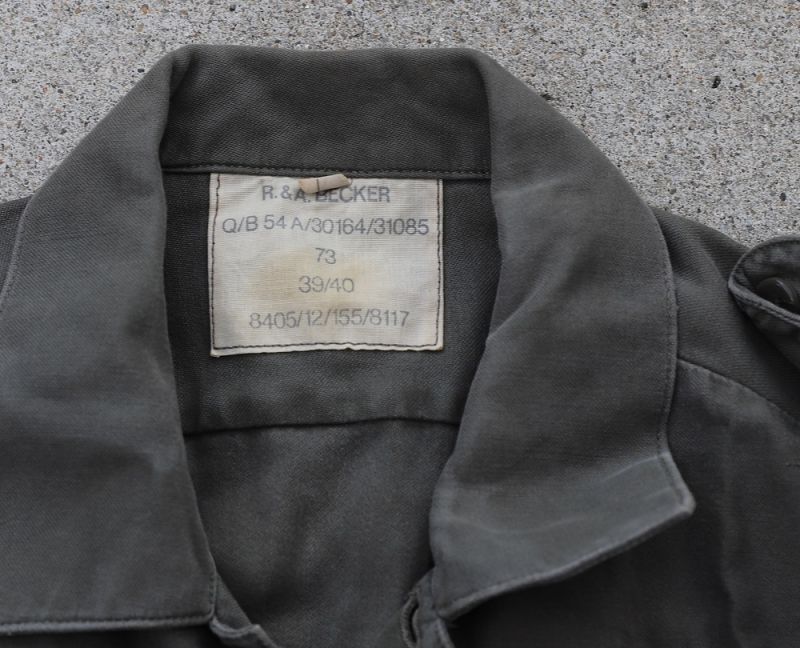 R.&A. BECKER
Q/B 54 A/30164/31085
73
39/40
8405/12/155/8117